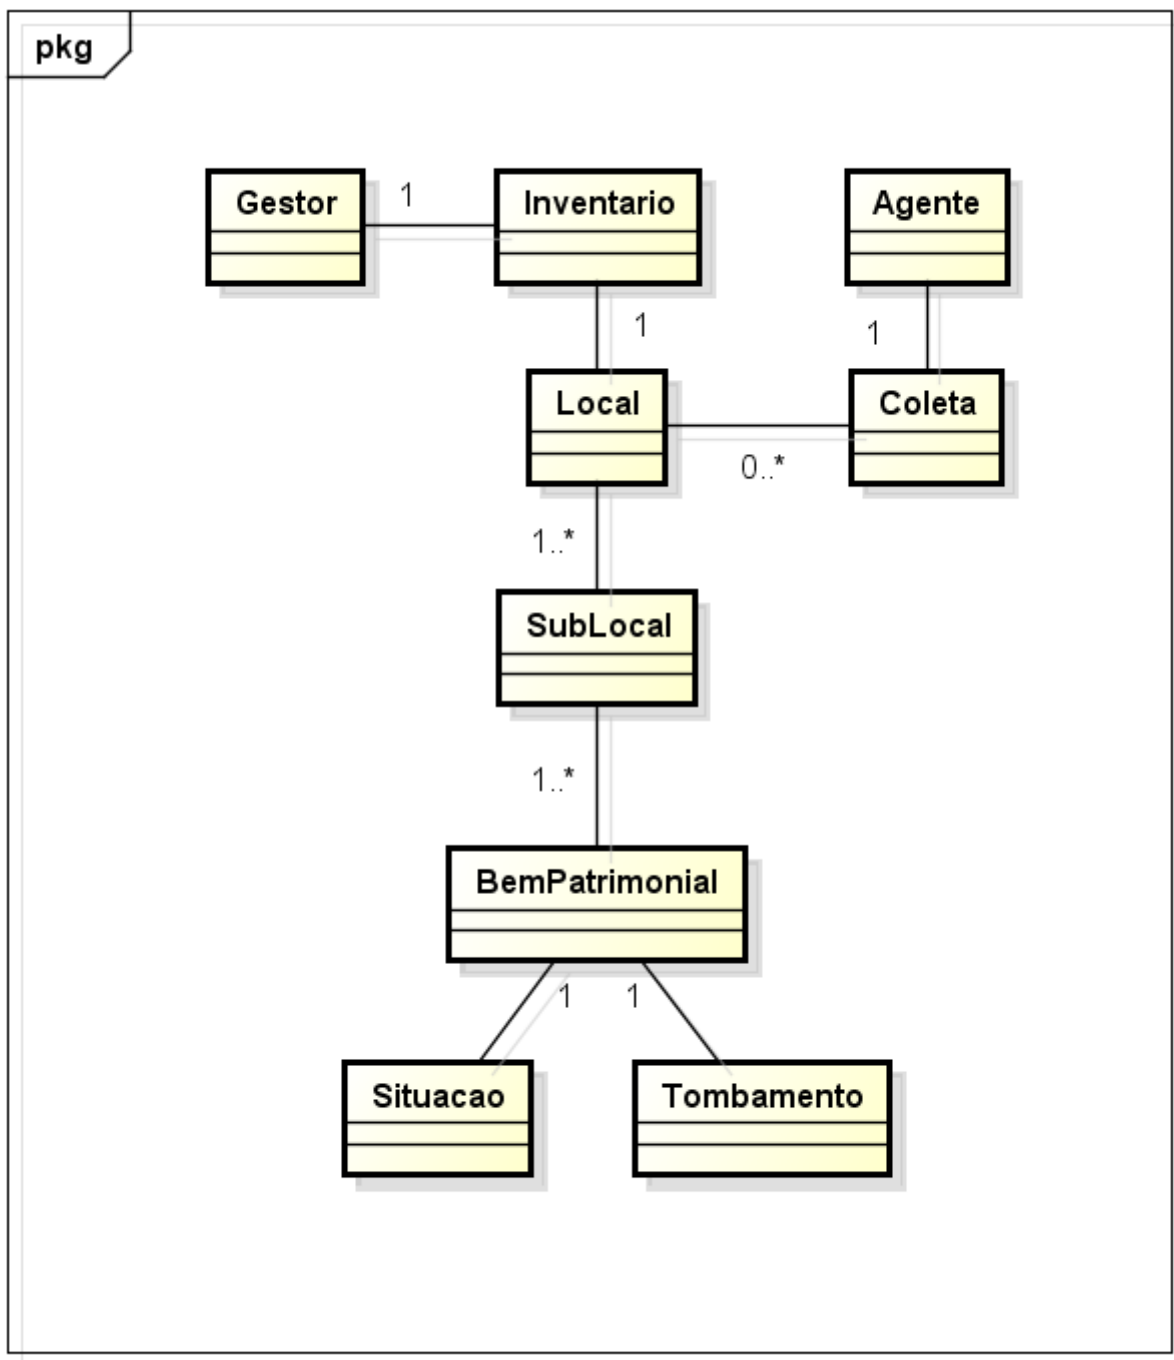 pkg
Gestor
1
Inventario
Agente
1
1
Local
Coleta
0..*
1..*
SubLocal
1..*
BemPatrimonial
1
1
Situacao
Tombamento